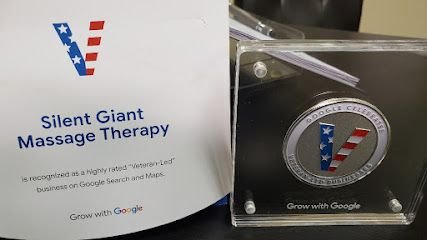 Silent Giant
Massage Therapy
is recognized as a highly rated "Veteran-Led"
business on Google Search and Maps.
Grow with Google
GOOGLE CELEBRATES
BUSINESSES
Grow with Google